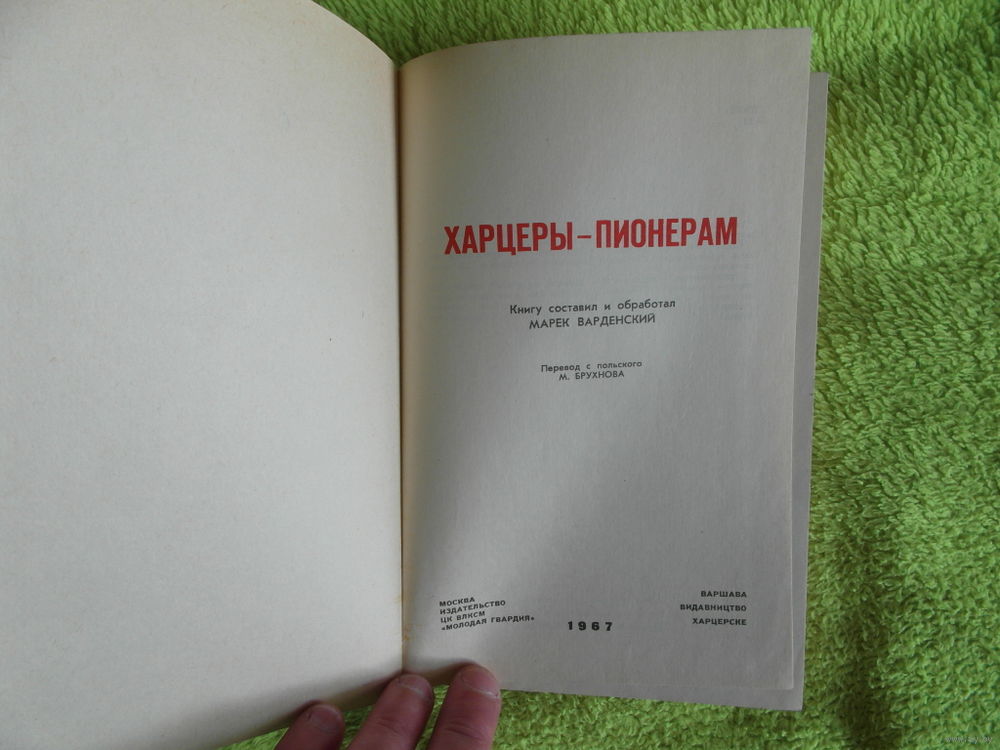 ХАРЦЕРЫ–ПИОНЕРАМ
Книгу составил и обработал
МАРЕК ВАРДЕНСКИЙ
Перевод с польского
М. БРУХНОВА
МОСКВА
ИЗДАТЕЛЬСТВО
ЦК ВЛКСМ
«МОЛОДАЯ ГВАРДИЯ»
1967
ВАРШАВА
ВИДАВНИЦТВО
ХАРЦЕРСКЕ